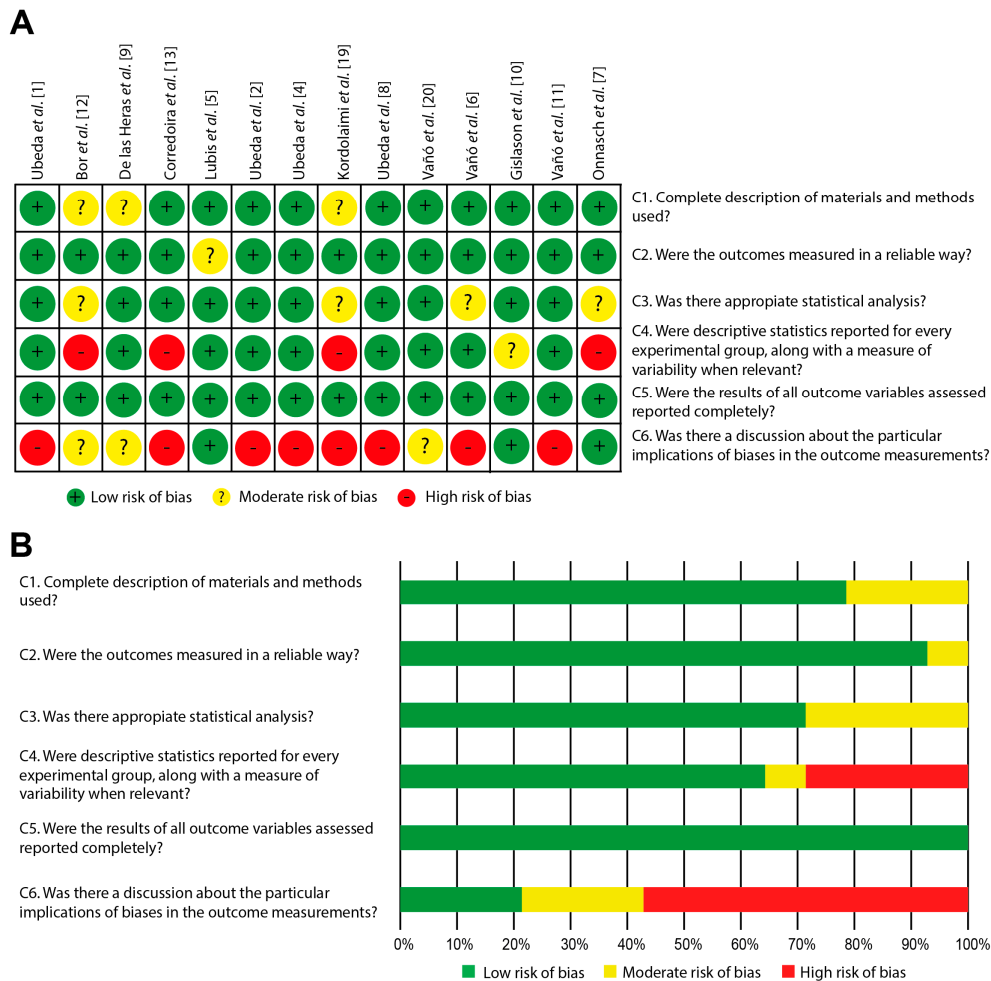 A
Ubeda et al. [1]
Bor et al. [12]
De las Heras et al. [9]
Corredoira et al. [13]
Lubis et al. [5]
Ubeda et al. [2]
Ubeda et al. [4]
Kordolaimi et al. [19]
Ubeda et al. [8]
Vañó et al. [20]
Vañó et al. [6]
Gislason et al. [10]
Vañó et al. [11]
Onnasch et al. [7]
+ ? ? + + + + ? + + + + + +
C1. Complete description of materials and methods
used?
+ + + + ? + + + + + + + + +
C2. Were the outcomes measured in a reliable way?
+ ? + + + + + ? + + ? + + ?
C3. Was there appropiate statistical analysis?
+ - + - + + + - + + + ? + -
C4. Were descriptive statistics reported for every
experimental group, along with a measure of
variability when relevant?
+ + + + + + + + + + + + + +
C5. Were the results of all outcome variables assessed
reported completely?
- ? ? - + - - - - ? - + - +
C6. Was there a discussion about the particular
implications of biases in the outcome measurements?
+ Low risk of bias ? Moderate risk of bias - High risk of bias
B
C1. Complete description of materials and methods
used?
C2. Were the outcomes measured in a reliable way?
C3. Was there appropiate statistical analysis?
C4. Were descriptive statistics reported for every
experimental group, along with a measure of
variability when relevant?
C5. Were the results of all outcome variables assessed
reported completely?
C6. Was there a discussion about the particular
implications of biases in the outcome measurements?
0% 10% 20% 30% 40% 50% 60% 70% 80% 90% 100%
Low risk of bias Moderate risk of bias High risk of bias